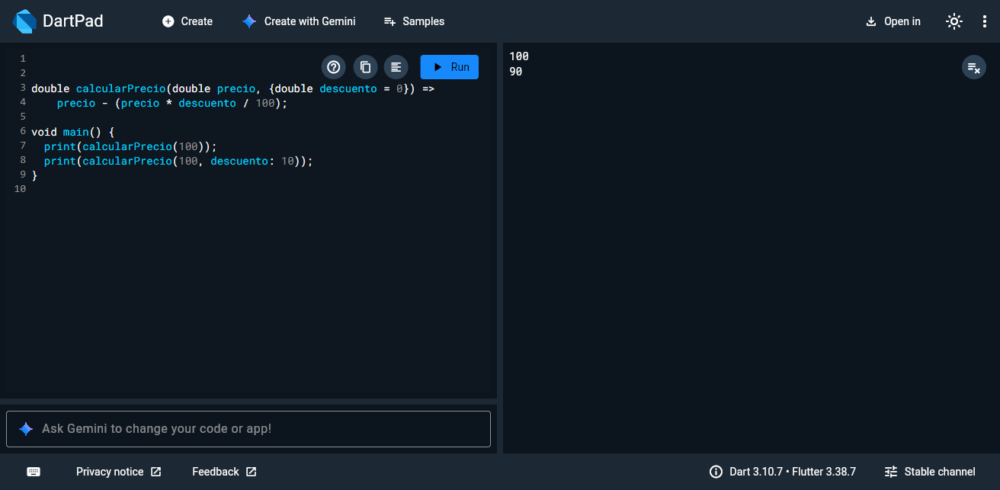 DartPad
Create
Create with Gemini
Samples
Open in
Run
1
2
3 double calcularPrecio(double precio, {double descuento = 0}) =>
4     precio - (precio * descuento / 100);
5
6 void main() {
7   print(calcularPrecio(100));
8   print(calcularPrecio(100, descuento: 10));
9 }
10
100
90
Ask Gemini to change your code or app!
Privacy notice
Feedback
Dart 3.10.7 • Flutter 3.38.7
Stable channel